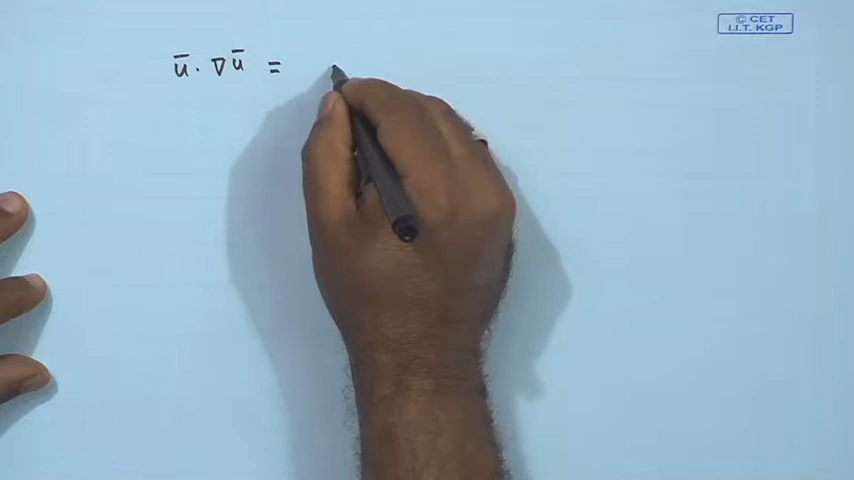 © CET
I.I.T. KGP
ū · ∇ū =